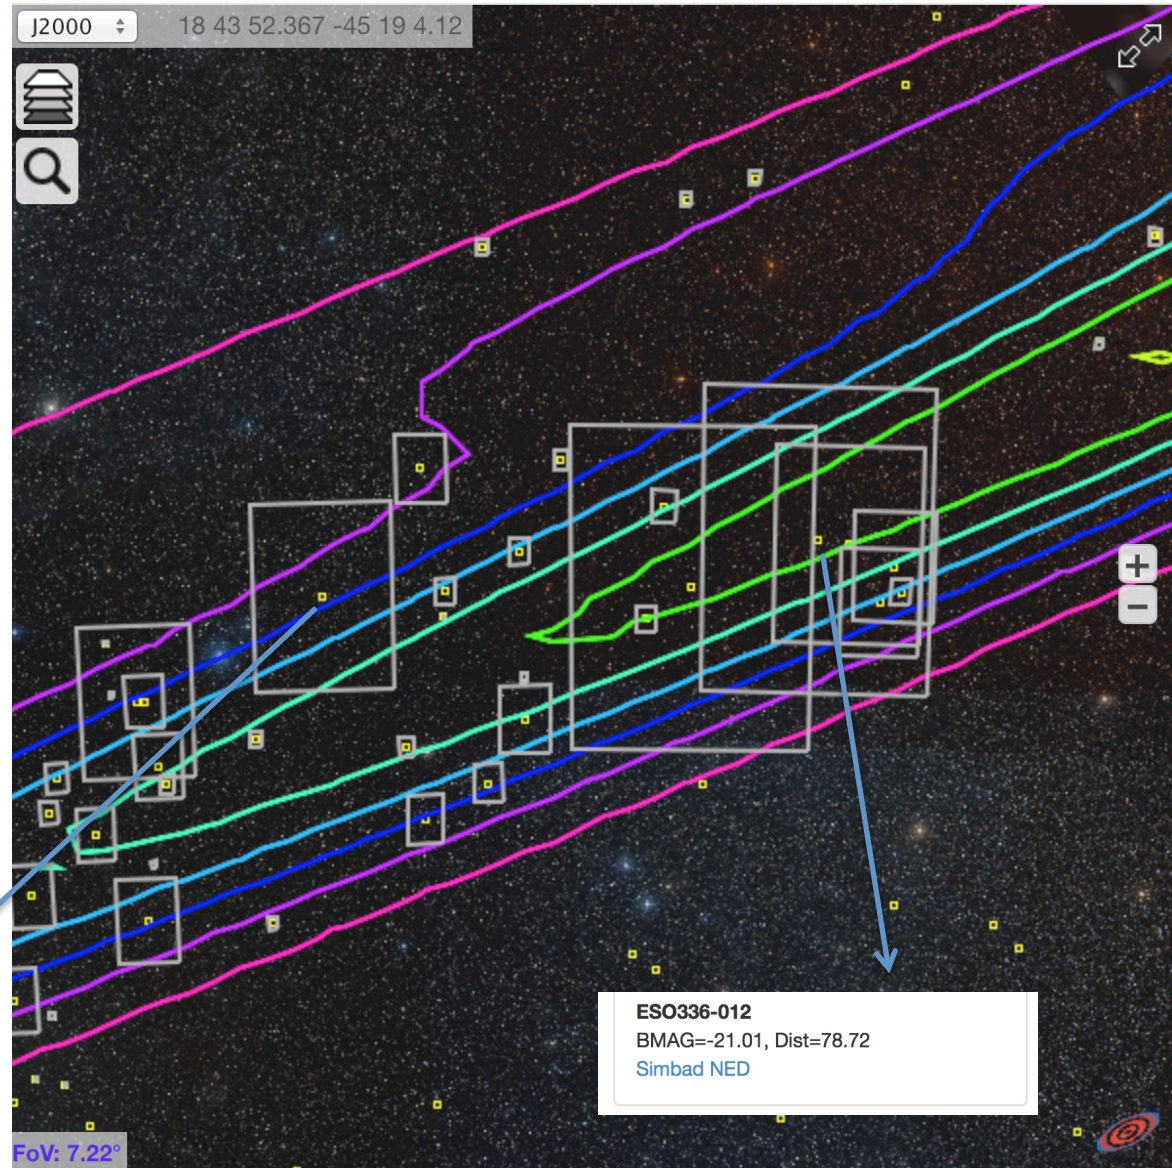 J2000 18 43 52.367 -45 19 4.12
+
−
ESO336-012
BMAG=-21.01, Dist=78.72
Simbad NED
FoV: 7.22°